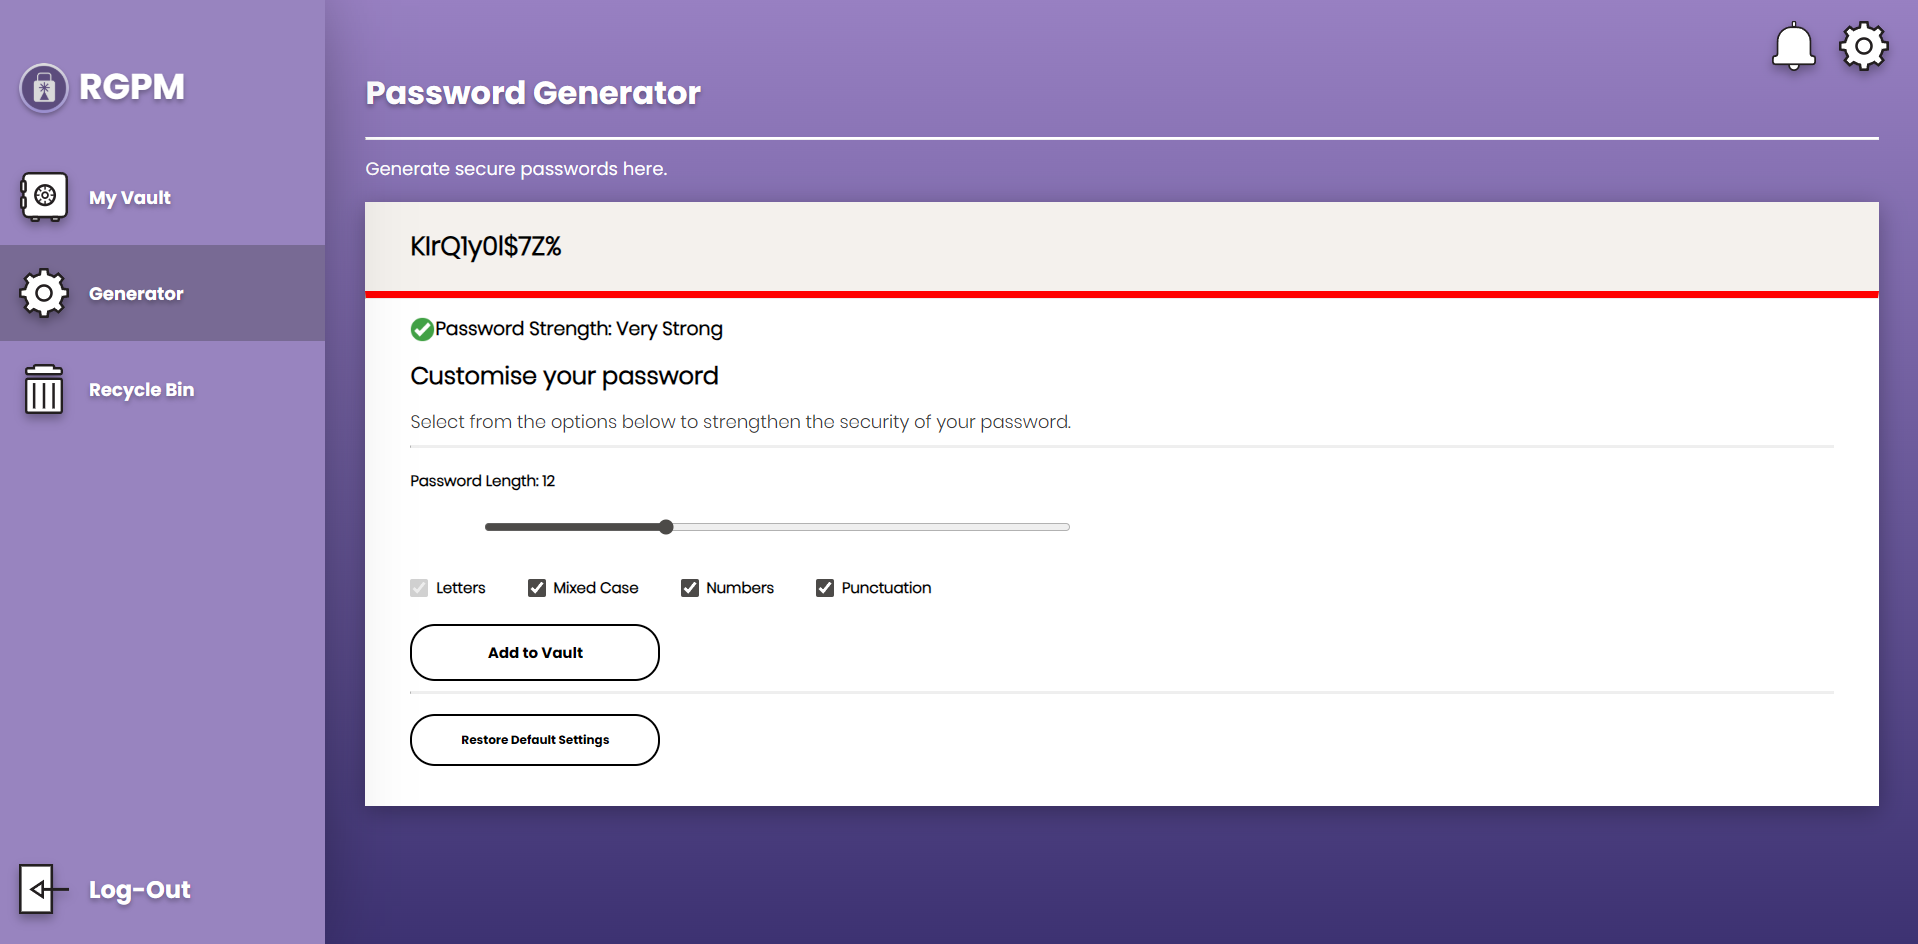 RGPM
My Vault
Generator
Recycle Bin
Log-Out
Password Generator
Generate secure passwords here.
KIrQ1y0l$7Z%
Password Strength: Very Strong
Customise your password
Select from the options below to strengthen the security of your password.
Password Length: 12
Letters Mixed Case Numbers Punctuation
Add to Vault
Restore Default Settings